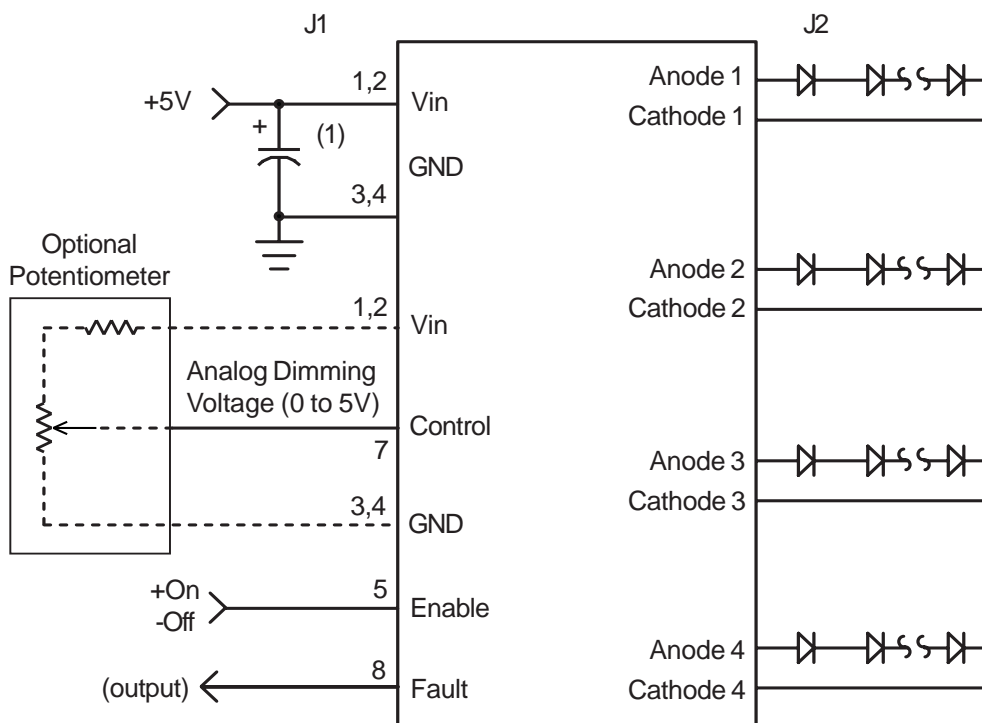 J1
J2
+5V
+
(1)
1,2
Vin
GND
3,4
Optional
Potentiometer
1,2
Vin
Analog Dimming
Voltage (0 to 5V)
Control
7
3,4
GND
+On
-Off
5
Enable
(output)
8
Fault
Anode 1
Cathode 1
Anode 2
Cathode 2
Anode 3
Cathode 3
Anode 4
Cathode 4